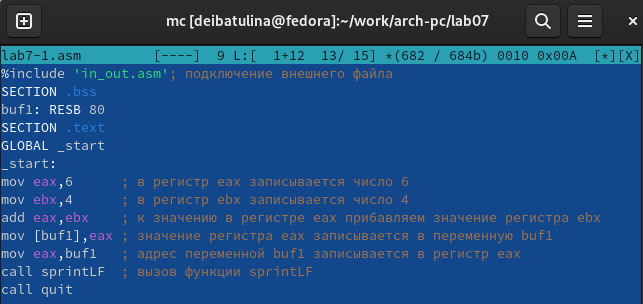 mc [deibatulina@fedora]:~/work/arch-pc/lab07
lab7-1.asm [----] 9 L:[ 1+12 13/ 15] *(682 / 684b) 0010 0x00A [*][X]
%include 'in_out.asm'; подключение внешнего файла
SECTION .bss
buf1: RESB 80
SECTION .text
GLOBAL _start
_start:
mov eax,6 ; в регистр eax записывается число 6
mov ebx,4 ; в регистр ebx записывается число 4
add eax,ebx ; к значению в регистре eax прибавляем значение регистра ebx
mov [buf1],eax ; значение регистра eax записывается в переменную buf1
mov eax,buf1 ; адрес переменной buf1 записывается в регистр eax
call sprintLF ; вызов функции sprintLF
call quit